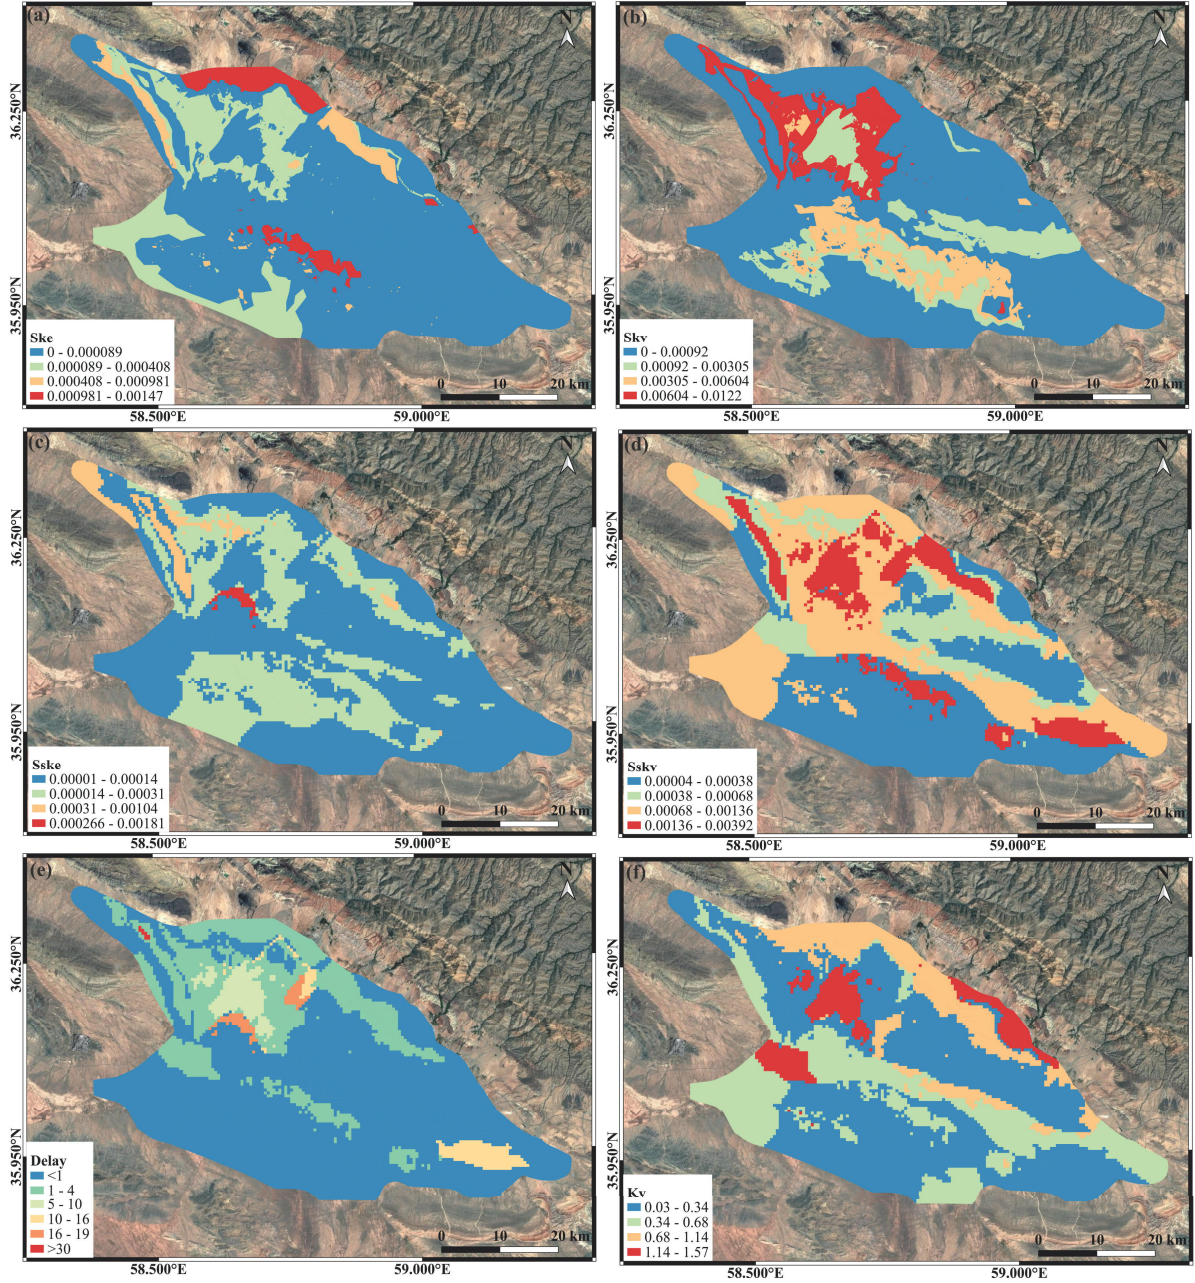 (a)
N
36.250°N
35.950°N
Ske
0 - 0.000089
0.000089 - 0.000408
0.000408 - 0.000981
0.000981 - 0.00147
0 10 20 km
58.500°E 59.000°E
(b)
N
36.250°N
35.950°N
Skv
0 - 0.00092
0.00092 - 0.00305
0.00305 - 0.00604
0.00604 - 0.0122
0 10 20 km
58.500°E 59.000°E
(c)
N
36.250°N
35.950°N
Sske
0.00001 - 0.00014
0.000014 - 0.00031
0.00031 - 0.00104
0.000266 - 0.00181
0 10 20 km
58.500°E 59.000°E
(d)
N
36.250°N
35.950°N
Sskv
0.00004 - 0.00038
0.00038 - 0.00068
0.00068 - 0.00136
0.00136 - 0.00392
0 10 20 km
58.500°E 59.000°E
(e)
N
36.250°N
35.950°N
Delay
<1
1 - 4
5 - 10
10 - 16
16 - 19
>30
0 10 20 km
58.500°E 59.000°E
(f)
N
36.250°N
35.950°N
Kv
0.03 - 0.34
0.34 - 0.68
0.68 - 1.14
1.14 - 1.57
0 10 20 km
58.500°E 59.000°E